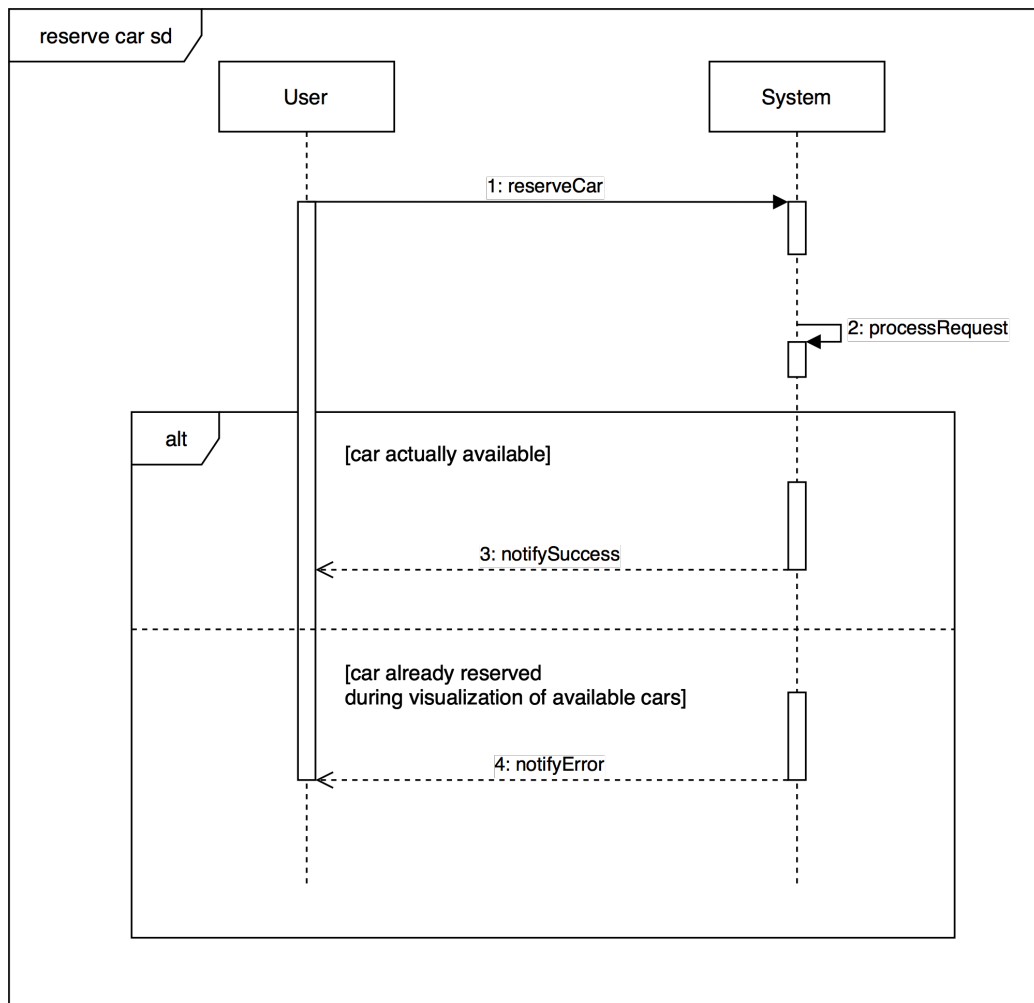 reserve car sd
User
System
1: reserveCar
2: processRequest
alt
[car actually available]
3: notifySuccess
[car already reserved
during visualization of available cars]
4: notifyError